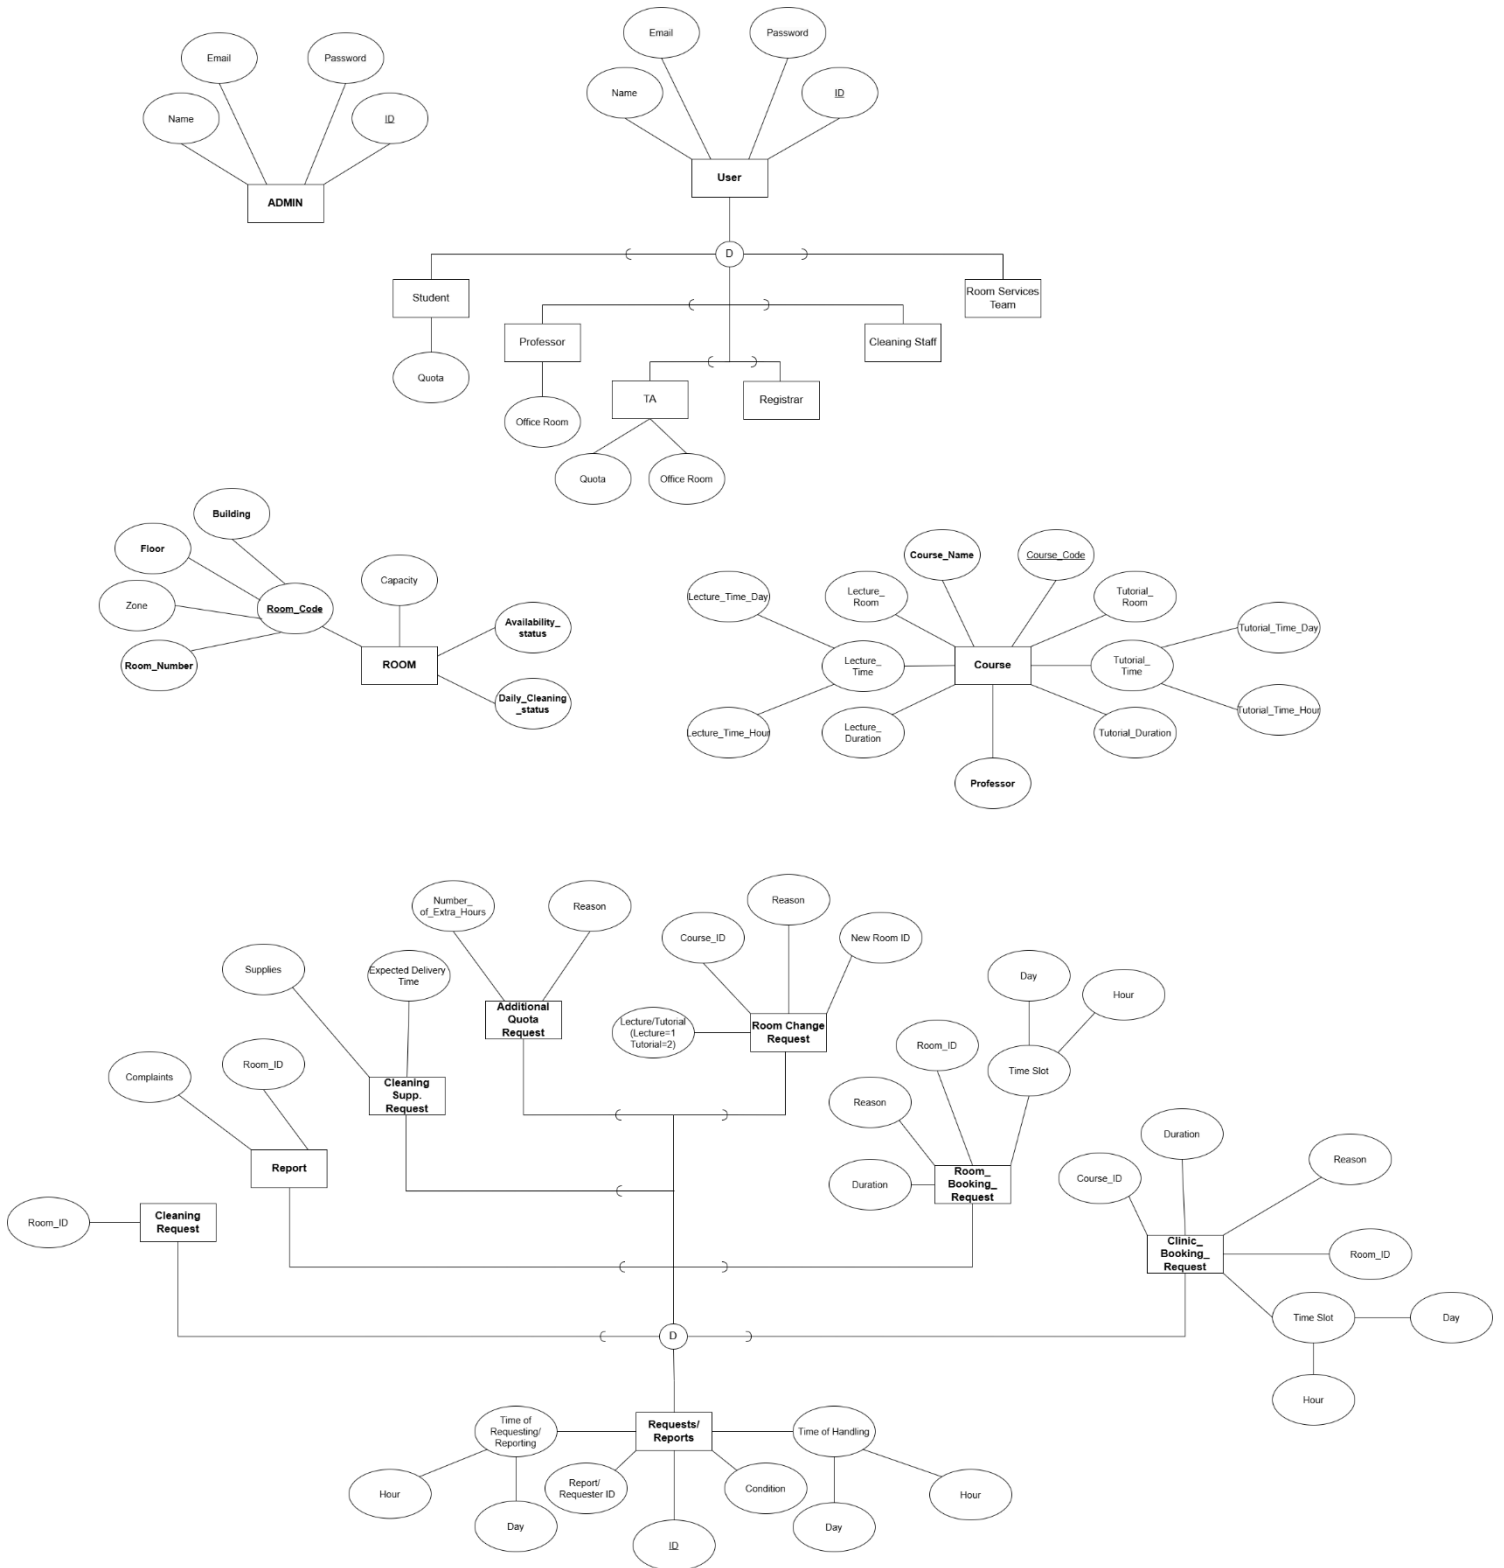 Email
Password
Name
ID
ADMIN
Email
Password
Name
ID
User
D
Student
Quota
Professor
Office Room
TA
Quota
Office Room
Registrar
Cleaning Staff
Room Services
Team
Building
Floor
Zone
Room_Number
Room_Code
Capacity
ROOM
Availability_
status
Daily_Cleaning
_status
Course_Name
Course_Code
Lecture_Time_Day
Lecture_
Room
Tutorial_
Room
Tutorial_Time_Day
Lecture_
Time
Course
Tutorial_
Time
Lecture_Time_Hour
Lecture_
Duration
Tutorial_Duration
Tutorial_Time_Hour
Professor
Number_
of_Extra_Hours
Reason
Additional
Quota
Request
Course_ID
Reason
New Room ID
Lecture/Tutorial
(Lecture=1
Tutorial=2)
Room Change
Request
Supplies
Expected Delivery
Time
Cleaning
Supp.
Request
Complaints
Room_ID
Report
Room_ID
Cleaning
Request
Day
Hour
Room_ID
Time Slot
Reason
Duration
Room_
Booking_
Request
Course_ID
Duration
Reason
Clinic_
Booking_
Request
Room_ID
Time Slot
Day
Hour
D
Time of
Requesting/
Reporting
Requests/
Reports
Time of Handling
Hour
Day
Report/
Requester ID
ID
Condition
Day
Hour